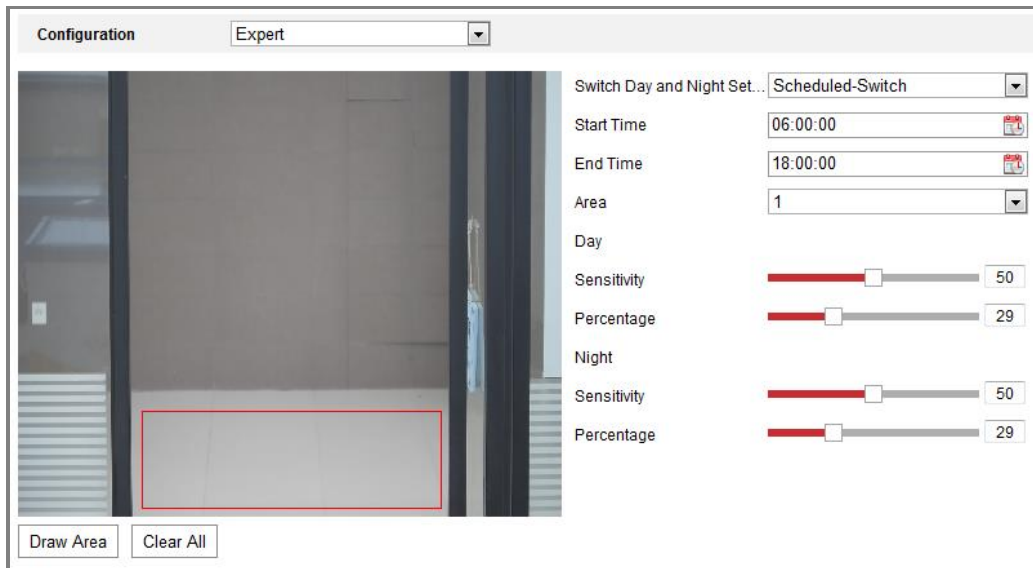 Configuration Expert
Switch Day and Night Set... Scheduled-Switch
Start Time 06:00:00
End Time 18:00:00
Area 1
Day
Sensitivity 50
Percentage 29
Night
Sensitivity 50
Percentage 29
Draw Area Clear All